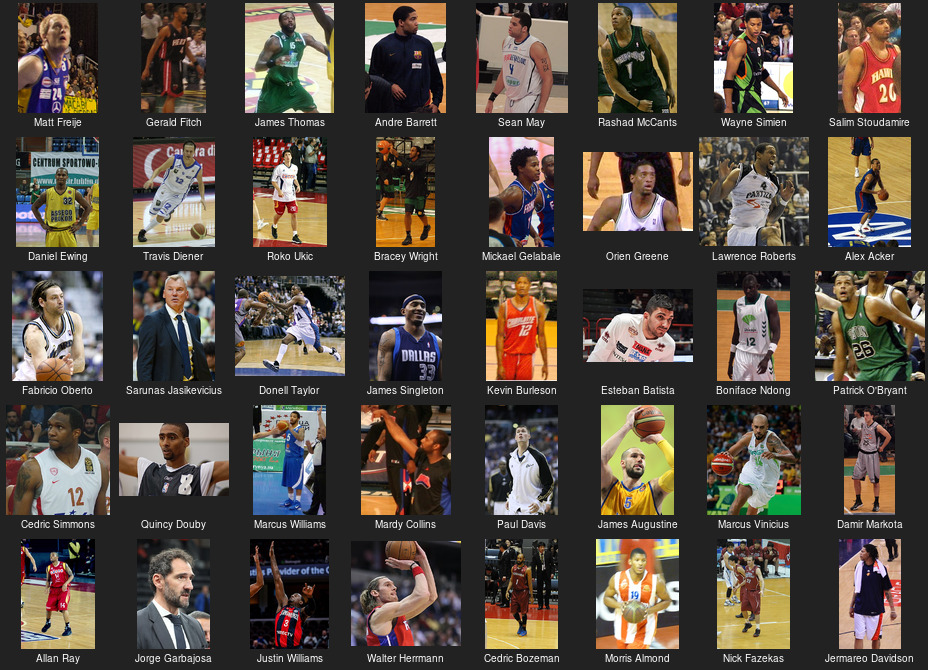 Matt Freije
Gerald Fitch
James Thomas
Andre Barrett
Sean May
Rashad McCants
Wayne Simien
Salim Stoudamire
Daniel Ewing
Travis Diener
Roko Ukic
Bracey Wright
Mickael Gelabale
Orien Greene
Lawrence Roberts
Alex Acker
Fabricio Oberto
Sarunas Jasikevicius
Donell Taylor
James Singleton
Kevin Burleson
Esteban Batista
Boniface Ndong
Patrick O'Bryant
Cedric Simmons
Quincy Douby
Marcus Williams
Mardy Collins
Paul Davis
James Augustine
Marcus Vinicius
Damir Markota
Allan Ray
Jorge Garbajosa
Justin Williams
Walter Herrmann
Cedric Bozeman
Morris Almond
Nick Fazekas
Jermareo Davidson